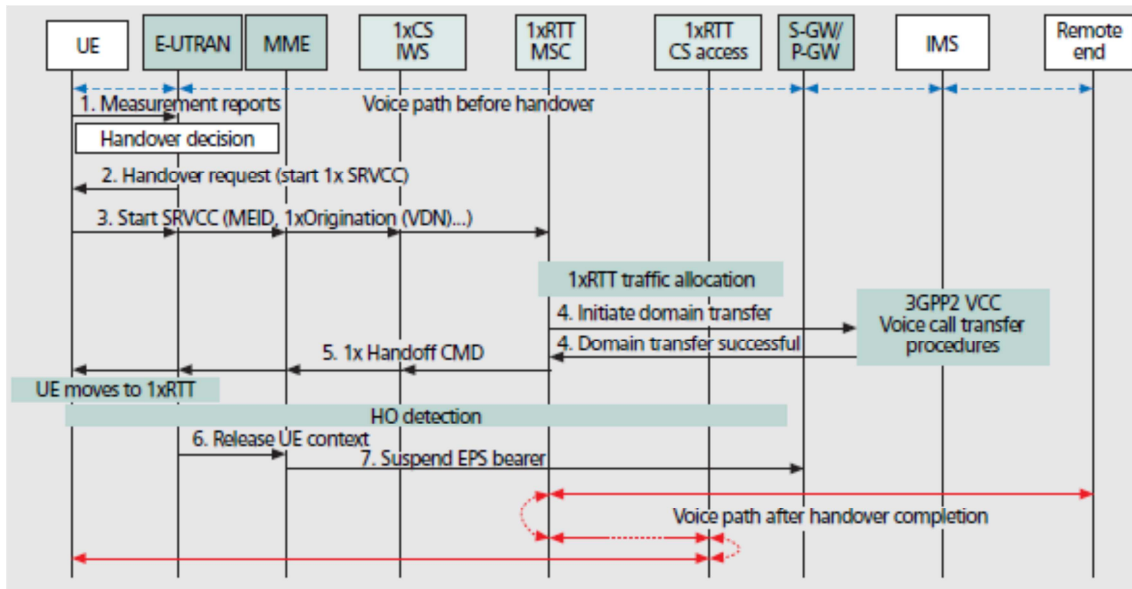 UE
E-UTRAN
MME
1xCS
IWS
1xRTT
MSC
1xRTT
CS access
S-GW/
P-GW
IMS
Remote
end
1. Measurement reports
Voice path before handover
Handover decision
2. Handover request (start 1x SRVCC)
3. Start SRVCC (MEID, 1xOrigination (VDN)...)
1xRTT traffic allocation
4. Initiate domain transfer
3GPP2 VCC
Voice call transfer
procedures
4. Domain transfer successful
5. 1x Handoff CMD
UE moves to 1xRTT
HO detection
6. Release UE context
7. Suspend EPS bearer
Voice path after handover completion